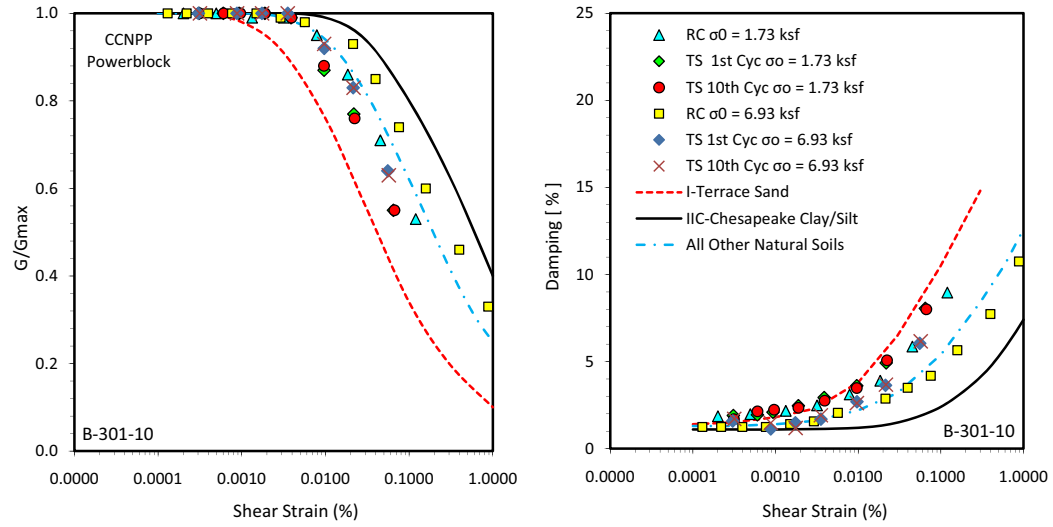 CCNPP
Powerblock
G/Gmax
1.0
0.8
0.6
0.4
0.2
0.0
B-301-10
0.0000
0.0001
0.0010
0.0100
0.1000
1.0000
Shear Strain (%)
Damping [ % ]
25
20
15
10
5
0
RC σ0 = 1.73 ksf
TS 1st Cyc σo = 1.73 ksf
TS 10th Cyc σo = 1.73 ksf
RC σ0 = 6.93 ksf
TS 1st Cyc σo = 6.93 ksf
TS 10th Cyc σo = 6.93 ksf
I-Terrace Sand
IIC-Chesapeake Clay/Silt
All Other Natural Soils
B-301-10
0.0000
0.0001
0.0010
0.0100
0.1000
1.0000
Shear Strain (%)